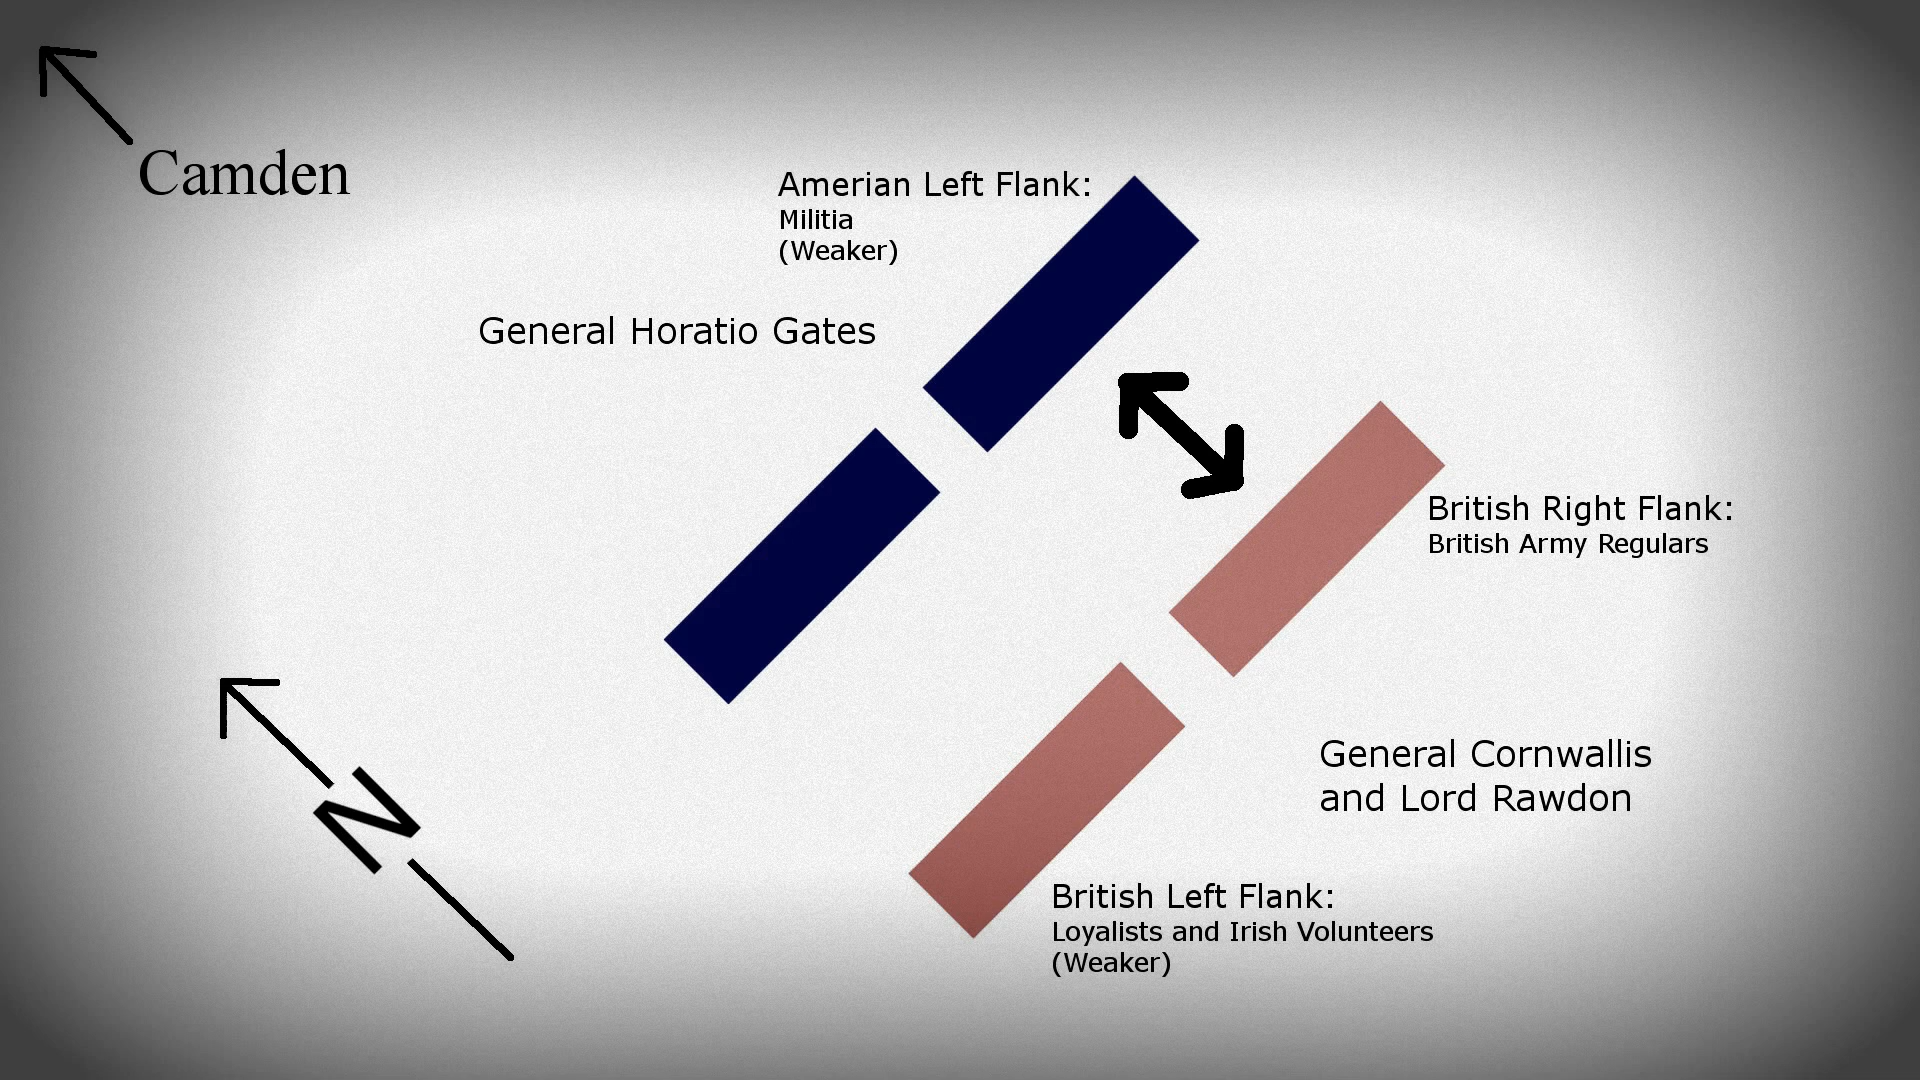 Camden
Amerian Left Flank:
Militia
(Weaker)
General Horatio Gates
British Right Flank:
British Army Regulars
General Cornwallis
and Lord Rawdon
N
British Left Flank:
Loyalists and Irish Volunteers
(Weaker)